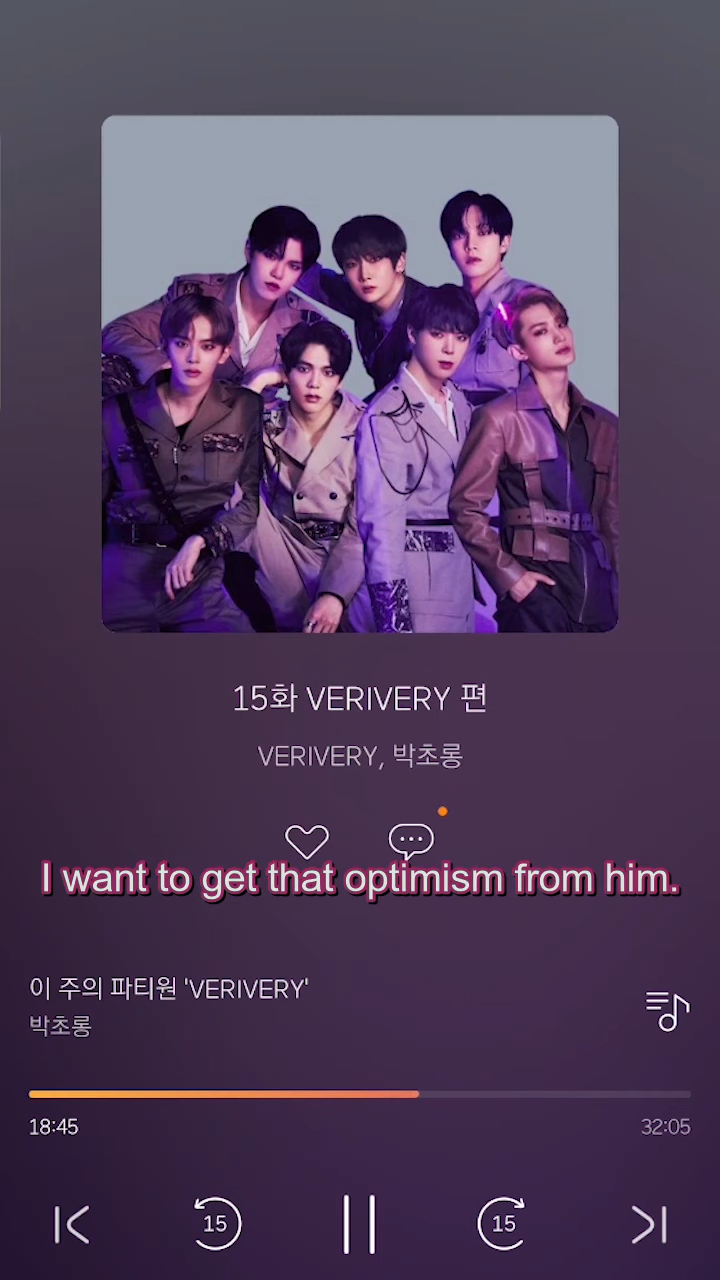 15화 VERIVERY 편
VERIVERY, 박초롱
I want to get that optimism from him.
이 주의 파티원 'VERIVERY'
박초롱
18:45
32:05
15
15